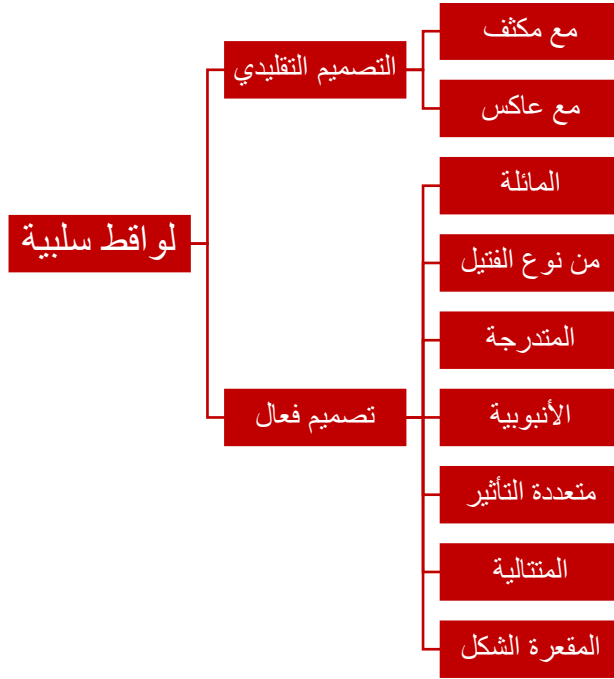 لواقط سلبية
التصميم التقليدي
مع مكثف
مع عاكس
تصميم فعال
المائلة
من نوع الفتيل
المتدرجة
الأنبوبية
متعددة التأثير
المتتالية
المقعرة الشكل